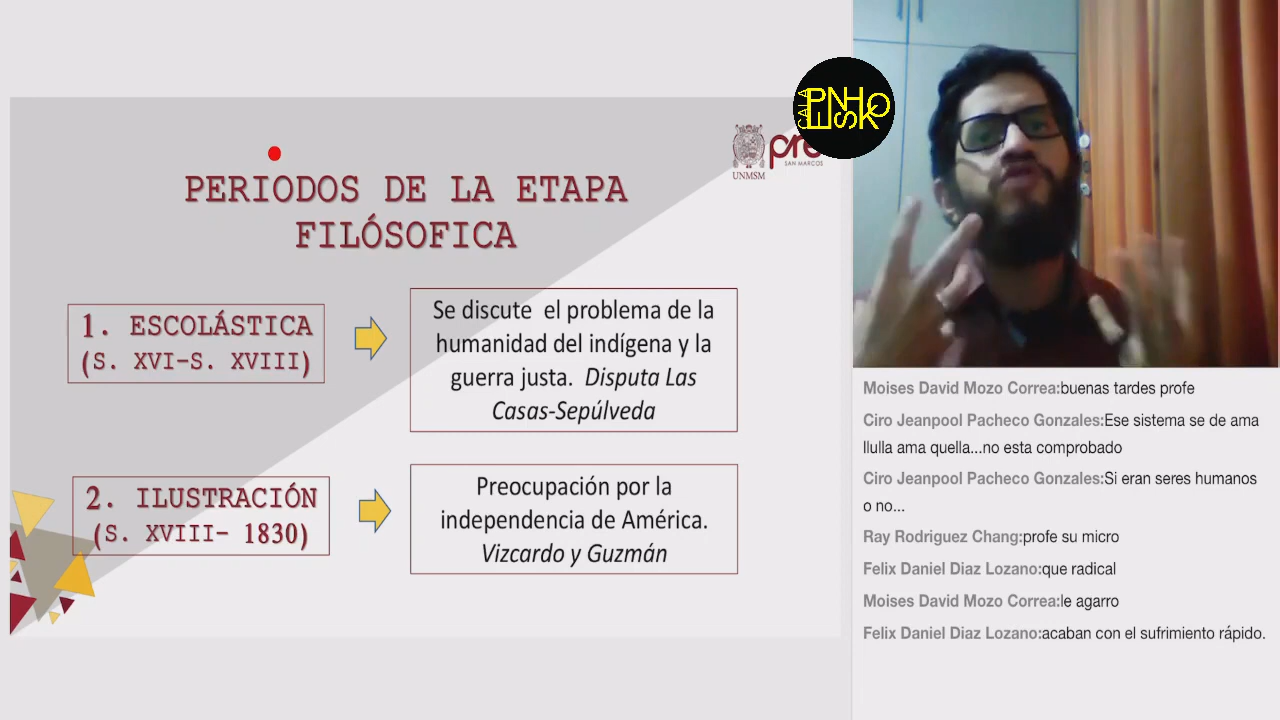 PERIODOS DE LA ETAPA
FILÓSOFICA
UNMSM
SAN MARCOS
1. ESCOLÁSTICA
(S. XVI-S. XVIII)
Se discute el problema de la
humanidad del indígena y la
guerra justa. Disputa Las
Casas-Sepúlveda
2. ILUSTRACIÓN
(S. XVIII- 1830)
Preocupación por la
independencia de América.
Vizcardo y Guzmán
Moises David Mozo Correa:buenas tardes profe
Ciro Jeanpool Pacheco Gonzales:Ese sistema se de ama
llulla ama quella...no esta comprobado
Ciro Jeanpool Pacheco Gonzales:Si eran seres humanos
o no...
Ray Rodriguez Chang:profe su micro
Felix Daniel Diaz Lozano:que radical
Moises David Mozo Correa:le agarro
Felix Daniel Diaz Lozano:acaban con el sufrimiento rápido.